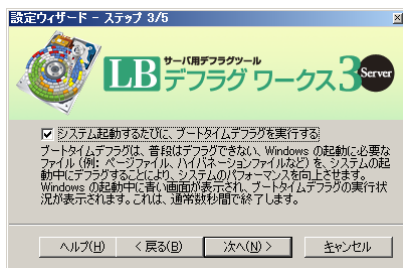 設定ウィザード - ステップ 3/5
サーバ用デフラグツール
LB デフラグ ワークス3 Server
システム起動するたびに、ブートタイムデフラグを実行する
ブートタイムデフラグは、普段はデフラグできない、Windows の起動に必要な
ファイル (例: ページファイル、ハイバネーションファイルなど) を、システムの起
動中にデフラグすることにより、システムのパフォーマンスを向上させます。
Windows の起動中に青い画面が表示され、ブートタイムデフラグの実行状
況が表示されます。これは、通常数秒間で終了します。
ヘルプ(H) < 戻る(B) 次へ(N) > キャンセル